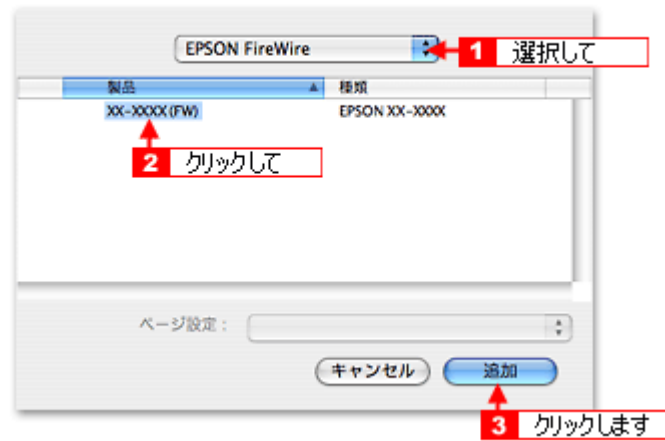 EPSON FireWire
1 選択して
製品 種類
XX-XXXX(FW) EPSON XX-XXXX
2 クリックして
ページ設定：
キャンセル 追加
3 クリックします